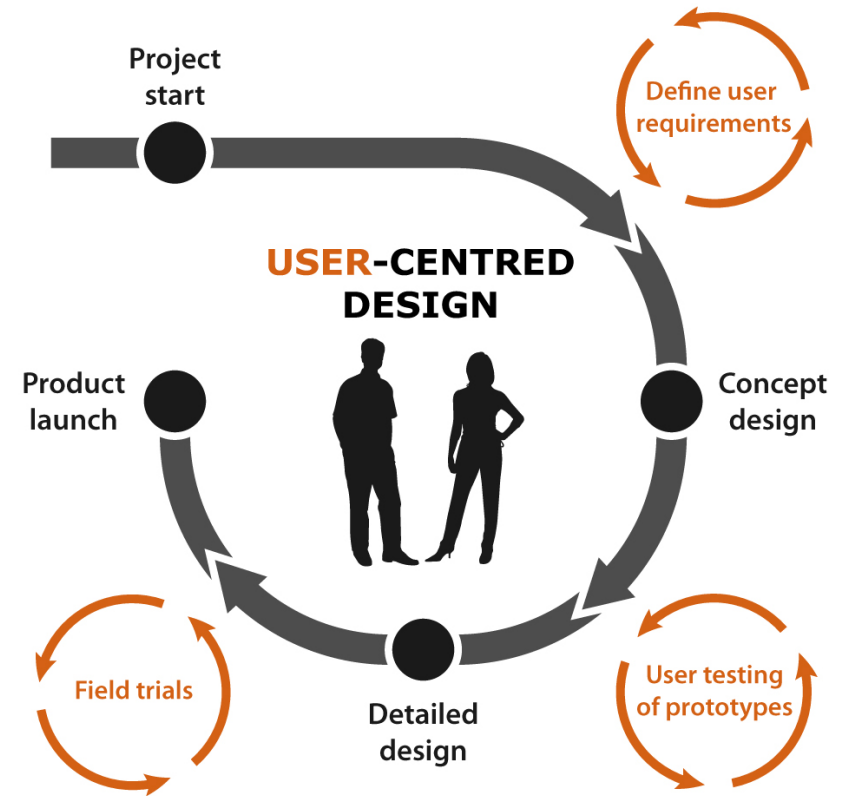 Project
start
Define user
requirements
USER-CENTRED
DESIGN
Product
launch
Concept
design
Field trials
Detailed
design
User testing
of prototypes